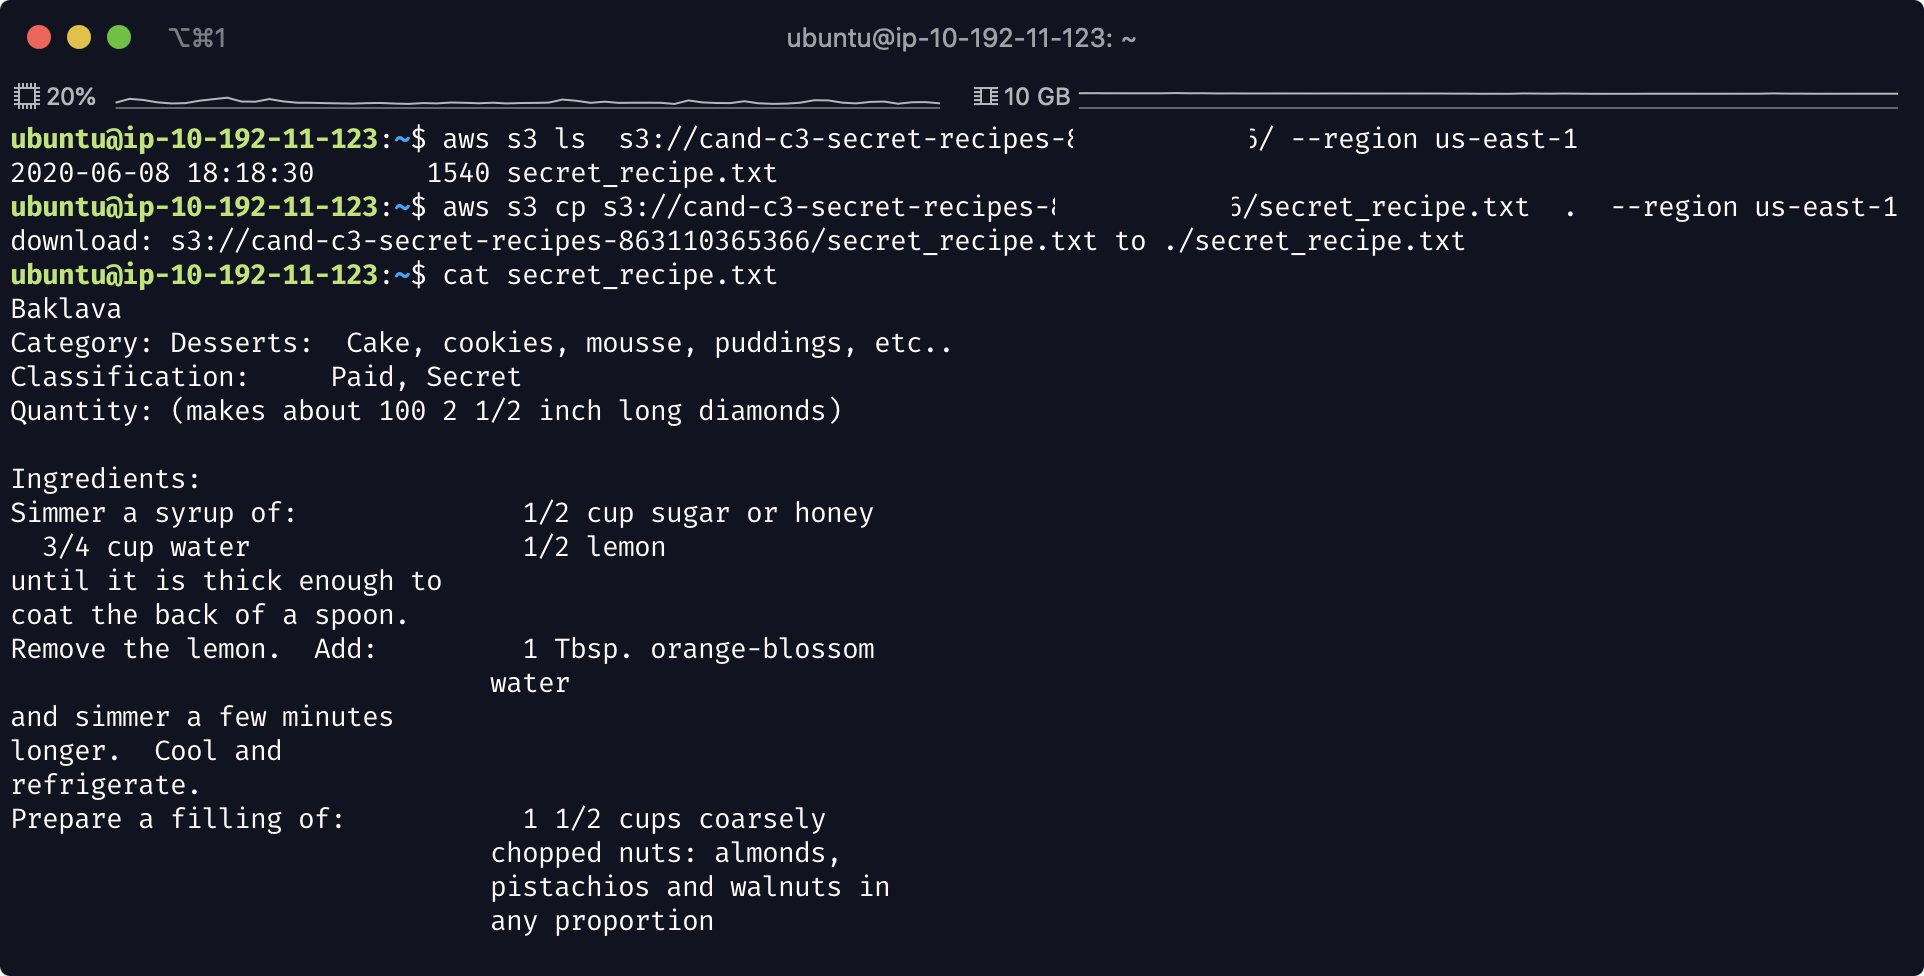 ⌥⌘1
ubuntu@ip-10-192-11-123: ~
20%
10 GB
ubuntu@ip-10-192-11-123:~$ aws s3 ls  s3://cand-c3-secret-recipes- / --region us-east-1
2020-06-08 18:18:30       1540 secret_recipe.txt
ubuntu@ip-10-192-11-123:~$ aws s3 cp s3://cand-c3-secret-recipes- /secret_recipe.txt  .  --region us-east-1
download: s3://cand-c3-secret-recipes-863110365366/secret_recipe.txt to ./secret_recipe.txt
ubuntu@ip-10-192-11-123:~$ cat secret_recipe.txt
Baklava
Category: Desserts:  Cake, cookies, mousse, puddings, etc..
Classification:     Paid, Secret
Quantity: (makes about 100 2 1/2 inch long diamonds)
Ingredients:
Simmer a syrup of:              1/2 cup sugar or honey
  3/4 cup water                 1/2 lemon
until it is thick enough to
coat the back of a spoon.
Remove the lemon.  Add:         1 Tbsp. orange-blossom
                              water
and simmer a few minutes
longer.  Cool and
refrigerate.
Prepare a filling of:           1 1/2 cups coarsely
                              chopped nuts: almonds,
                              pistachios and walnuts in
                              any proportion